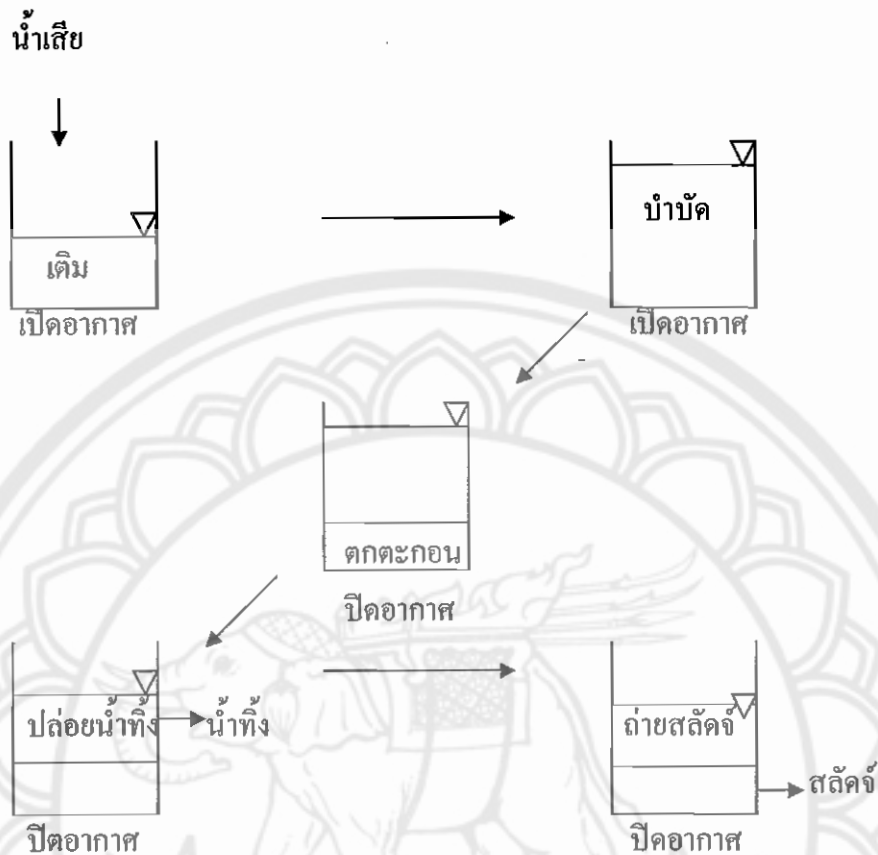 น้ำเสีย
เติม
เปิดอากาศ
บำบัด
เปิดอากาศ
ตกตะกอน
ปิดอากาศ
ปล่อยน้ำทิ้ง
น้ำทิ้ง
ปิดอากาศ
ถ่ายสลัดจ์
สลัดจ์
ปิดอากาศ